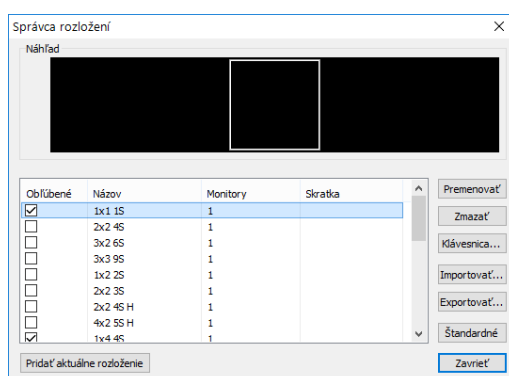 Správca rozložení
Náhľad
Obľúbené Názov Monitory Skratka
1x1 1S 1
2x2 4S 1
3x2 6S 1
3x3 9S 1
1x2 2S 1
2x2 3S 1
2x2 4S H 1
4x2 5S H 1
1x4 4S 1
Premenovať
Zmazať
Klávesnica...
Importovať...
Exportovať...
Štandardné
Pridať aktuálne rozloženie
Zavrieť